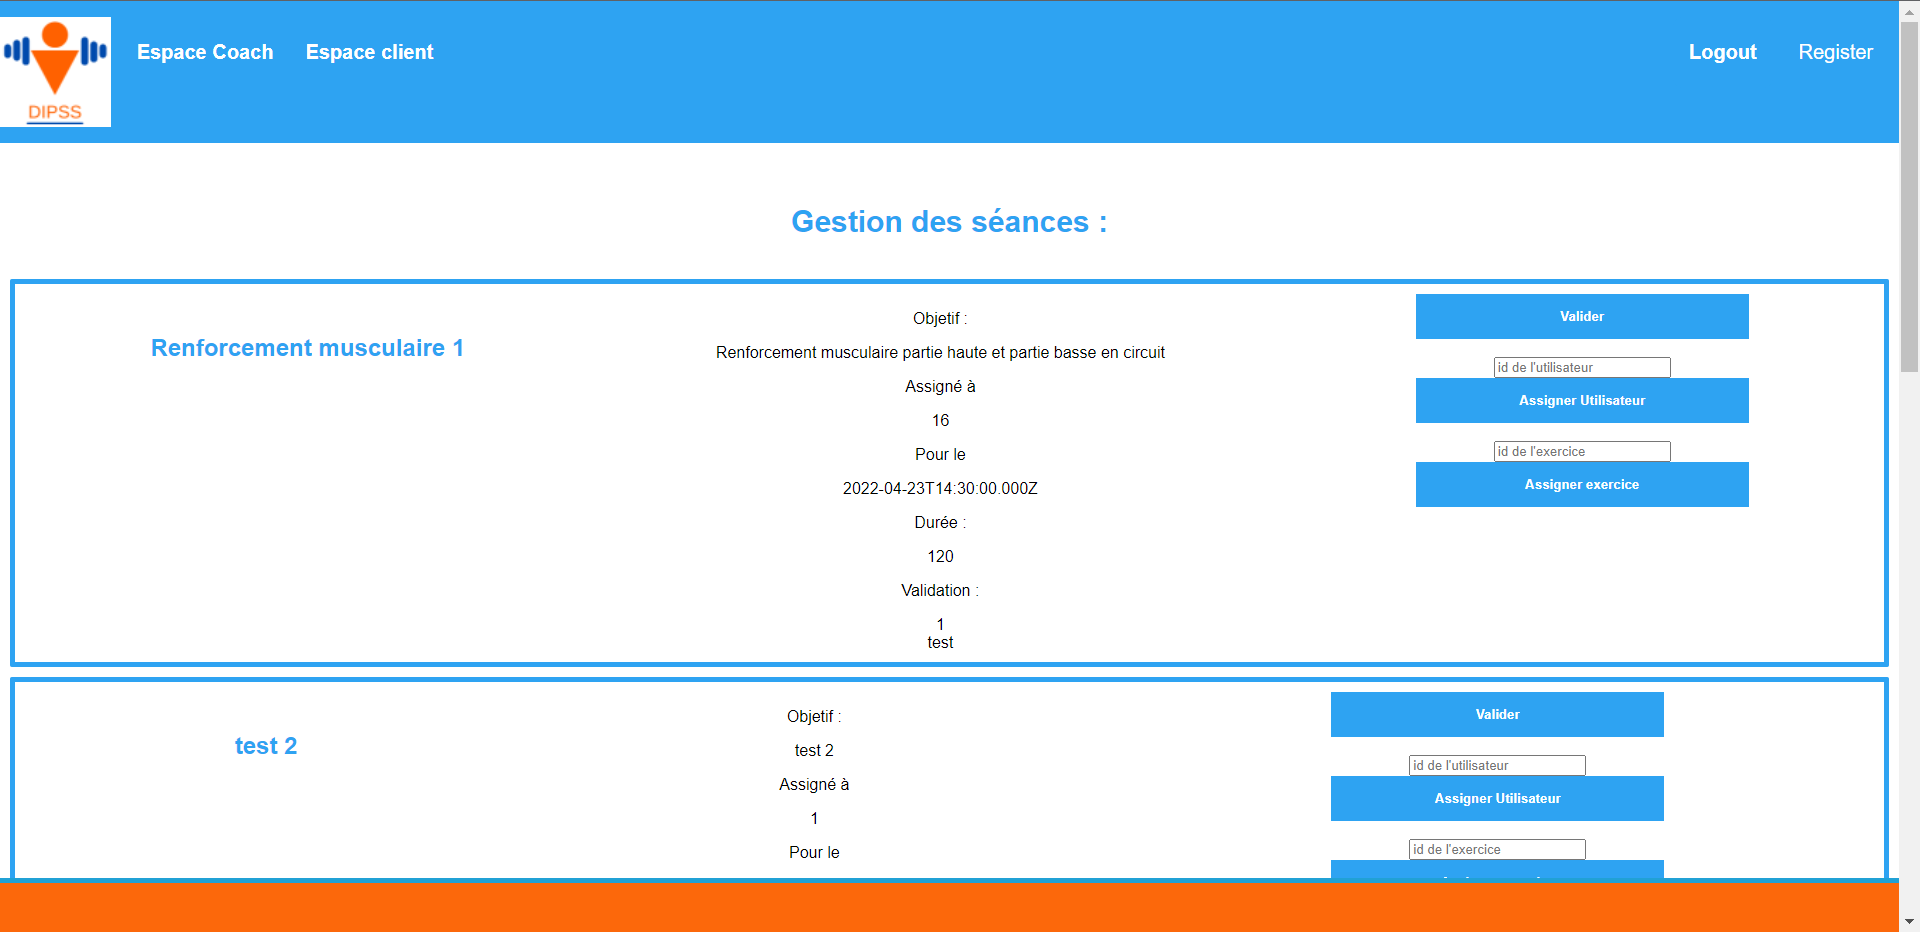 DIPSS
Espace Coach
Espace client
Logout
Register
Gestion des séances :
Renforcement musculaire 1
Objetif :
Renforcement musculaire partie haute et partie basse en circuit
Assigné à
16
Pour le
2022-04-23T14:30:00.000Z
Durée :
120
Validation :
1
test
Valider
id de l'utilisateur
Assigner Utilisateur
id de l'exercice
Assigner exercice
test 2
Objetif :
test 2
Assigné à
1
Pour le
Valider
id de l'utilisateur
Assigner Utilisateur
id de l'exercice